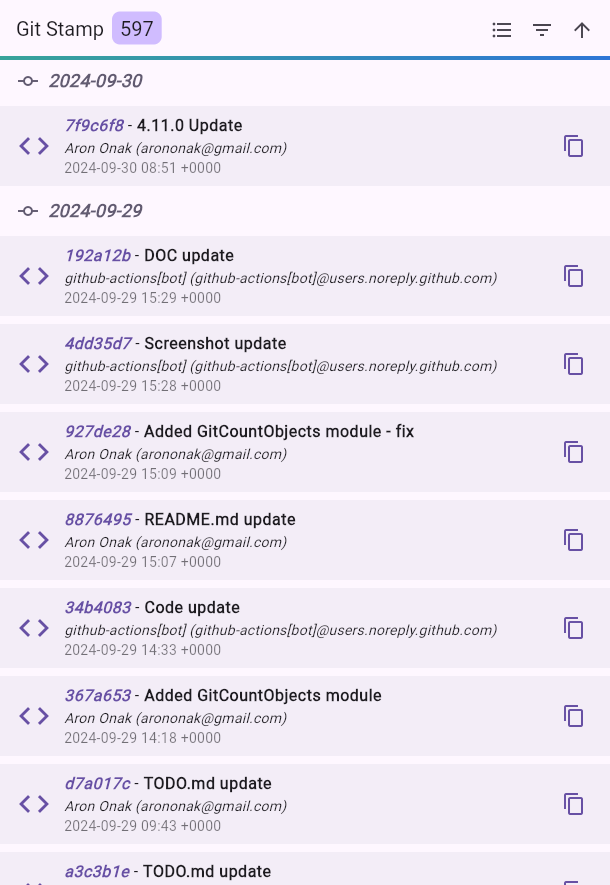 Git Stamp 597
2024-09-30
7f9c6f8 - 4.11.0 Update
Aron Onak (arononak@gmail.com)
2024-09-30 08:51 +0000
2024-09-29
192a12b - DOC update
github-actions[bot] (github-actions[bot]@users.noreply.github.com)
2024-09-29 15:29 +0000
4dd35d7 - Screenshot update
github-actions[bot] (github-actions[bot]@users.noreply.github.com)
2024-09-29 15:28 +0000
927de28 - Added GitCountObjects module - fix
Aron Onak (arononak@gmail.com)
2024-09-29 15:09 +0000
8876495 - README.md update
Aron Onak (arononak@gmail.com)
2024-09-29 15:07 +0000
34b4083 - Code update
github-actions[bot] (github-actions[bot]@users.noreply.github.com)
2024-09-29 14:33 +0000
367a653 - Added GitCountObjects module
Aron Onak (arononak@gmail.com)
2024-09-29 14:18 +0000
d7a017c - TODO.md update
Aron Onak (arononak@gmail.com)
2024-09-29 09:43 +0000
a3c3b1e - TODO.md update